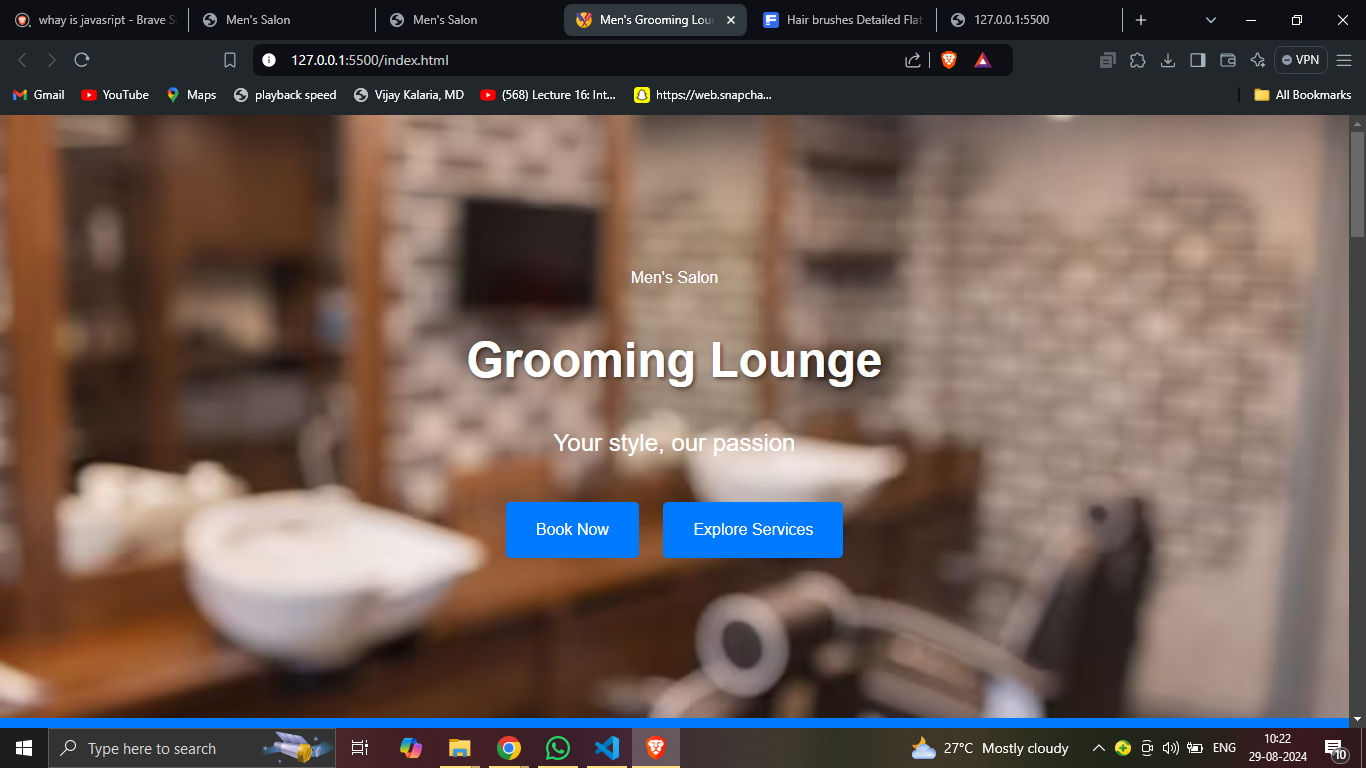 whay is javasript - Brave S
Men's Salon
Men's Salon
Men's Grooming Lour
Hair brushes Detailed Flat
127.0.0.1:5500
127.0.0.1:5500/index.html
VPN
Gmail
YouTube
Maps
playback speed
Vijay Kalaria, MD
(568) Lecture 16: Int...
https://web.snapcha...
All Bookmarks
Men's Salon
Grooming Lounge
Your style, our passion
Book Now
Explore Services
Type here to search
27°C Mostly cloudy
ENG
10:22
29-08-2024
10